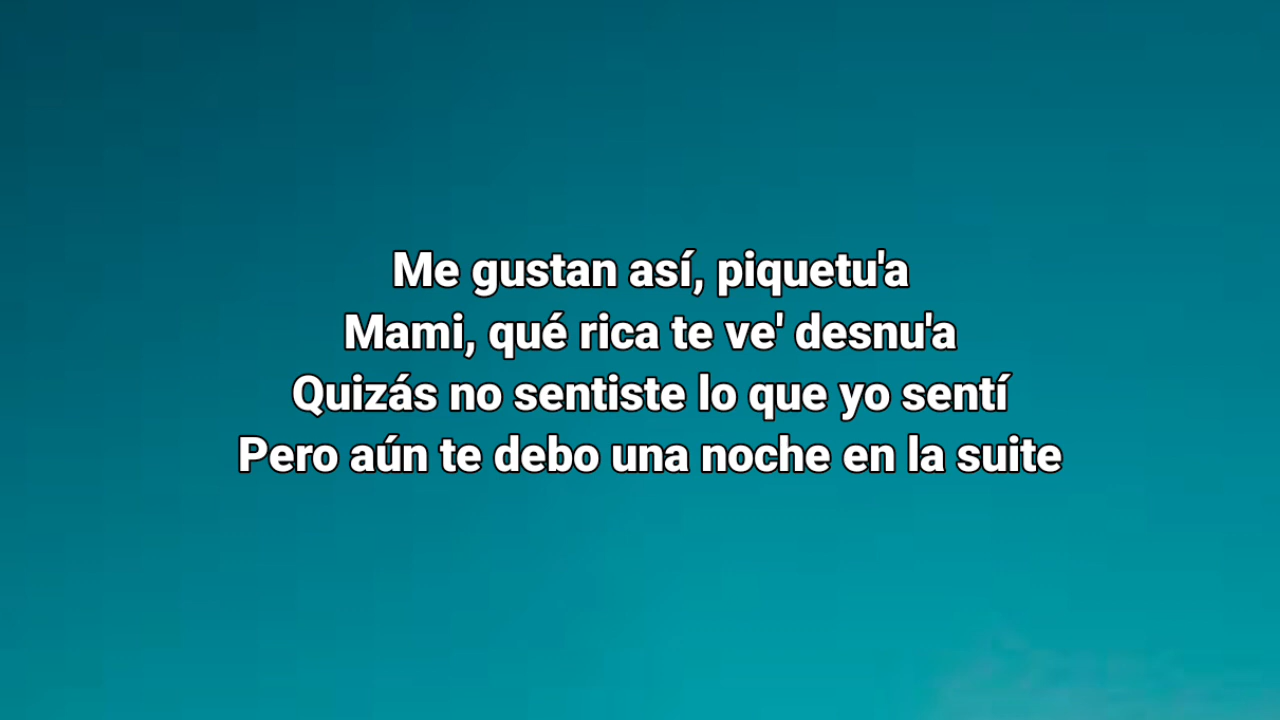 Me gustan así, piquetu'a
Mami, qué rica te ve' desnu'a
Quizás no sentiste lo que yo sentí
Pero aún te debo una noche en la suite